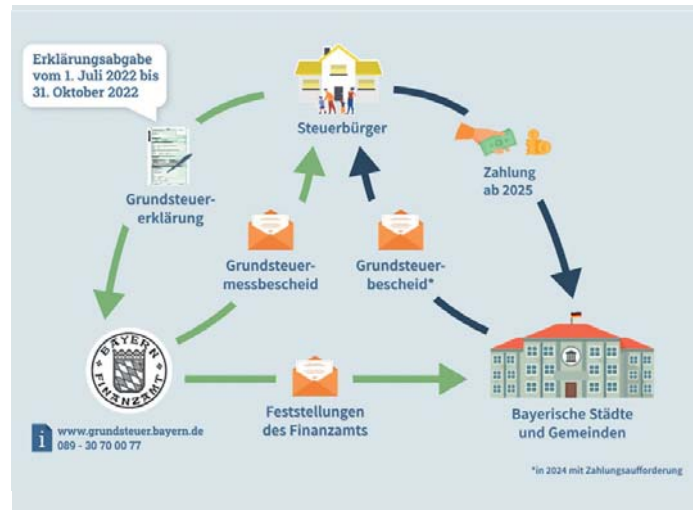 Erklärungsabgabe
vom 1. Juli 2022 bis
31. Oktober 2022
Steuerbürger
Zahlung
ab 2025
Grundsteuer-
erklärung
Grundsteuer-
messbescheid
Grundsteuer-
bescheid*
BAYERN
FINANZAMT
Feststellungen
des Finanzamts
Bayerische Städte
und Gemeinden
i
www.grundsteuer.bayern.de
089 - 30 70 00 77
*in 2024 mit Zahlungsaufforderung